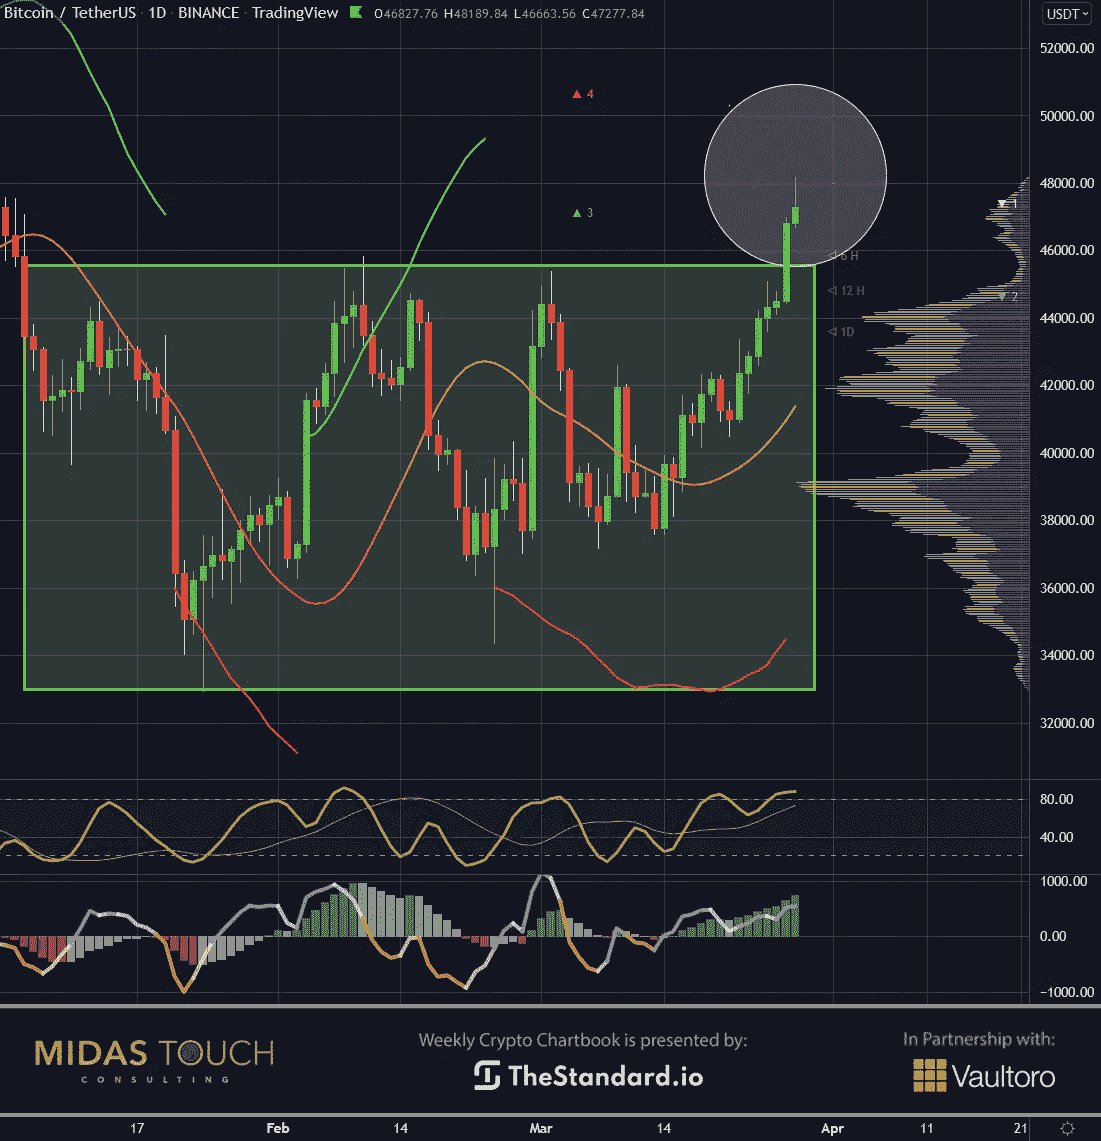 Bitcoin / TetherUS · 1D · BINANCE · TradingView O46827.76 H48189.84 L46663.56 C47277.84
USDT
52000.00
▲ 4
50000.00
48000.00
▼ 1
▲ 3
46000.00
◁ 6 H
◁ 12 H
▼ 2
44000.00
◁ 1D
42000.00
40000.00
38000.00
36000.00
34000.00
32000.00
80.00
40.00
1000.00
0.00
−1000.00
MIDAS TOUCH
CONSULTING
Weekly Crypto Chartbook is presented by:
TheStandard.io
In Partnership with:
Vaultoro
17 Feb 14 Mar 14 Apr 11 21